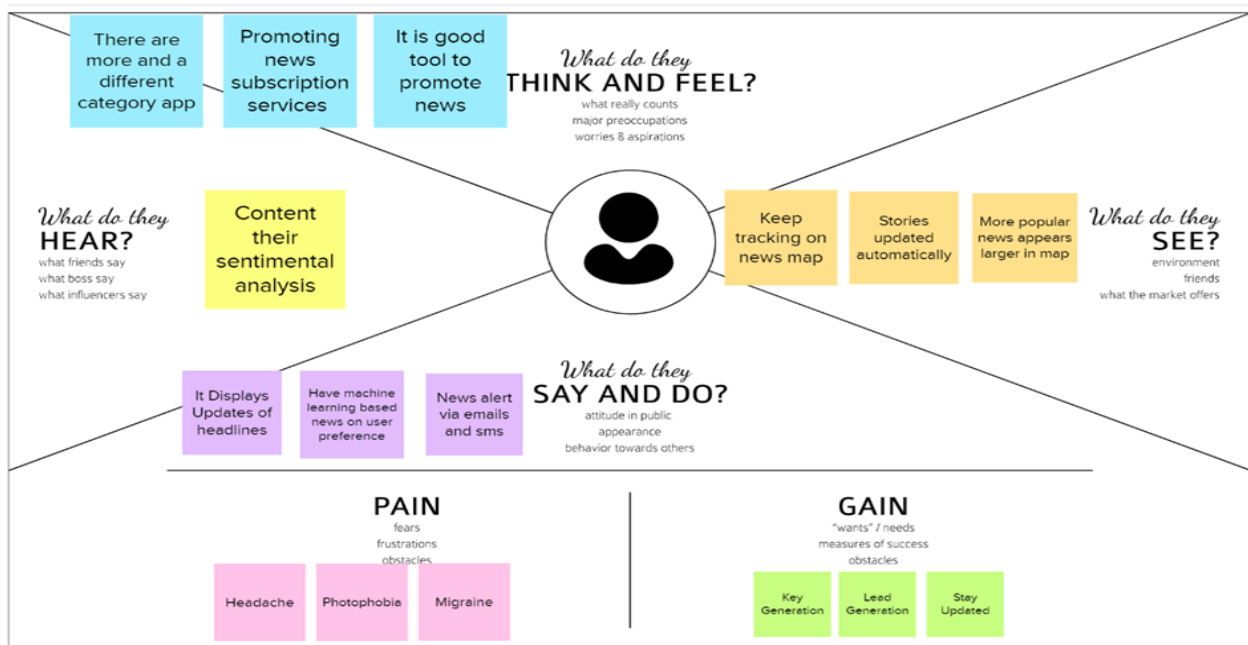 There are
more and a
different
category app
Promoting
news
subscription
services
It is good
tool to
promote
news
What do they
THINK AND FEEL?
what really counts
major preoccupations
worries & aspirations
What do they
HEAR?
what friends say
what boss say
what influencers say
Content
their
sentimental
analysis
Keep
tracking on
news map
Stories
updated
automatically
More popular
news appears
larger in map
What do they
SEE?
environment
friends
what the market offers
It Displays
Updates of
headlines
Have machine
learning based
news on user
preference
News alert
via emails
and sms
What do they
SAY AND DO?
attitude in public
appearance
behavior towards others
PAIN
fears
frustrations
obstacles
Headache
Photophobia
Migraine
GAIN
"wants" / needs
measures of success
obstacles
Key
Generation
Lead
Generation
Stay
Updated